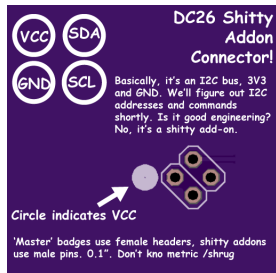 DC26 Shitty
Addon
Connector!
VCC SDA
GND SCL
Basically, it's an I2C bus, 3V3
and GND. We'll figure out I2C
addresses and commands
shortly. Is it good engineering?
No, it's a shitty add-on.
Circle indicates VCC
'Master' badges use female headers, shitty addons
use male pins. 0.1". Don't kno metric /shrug